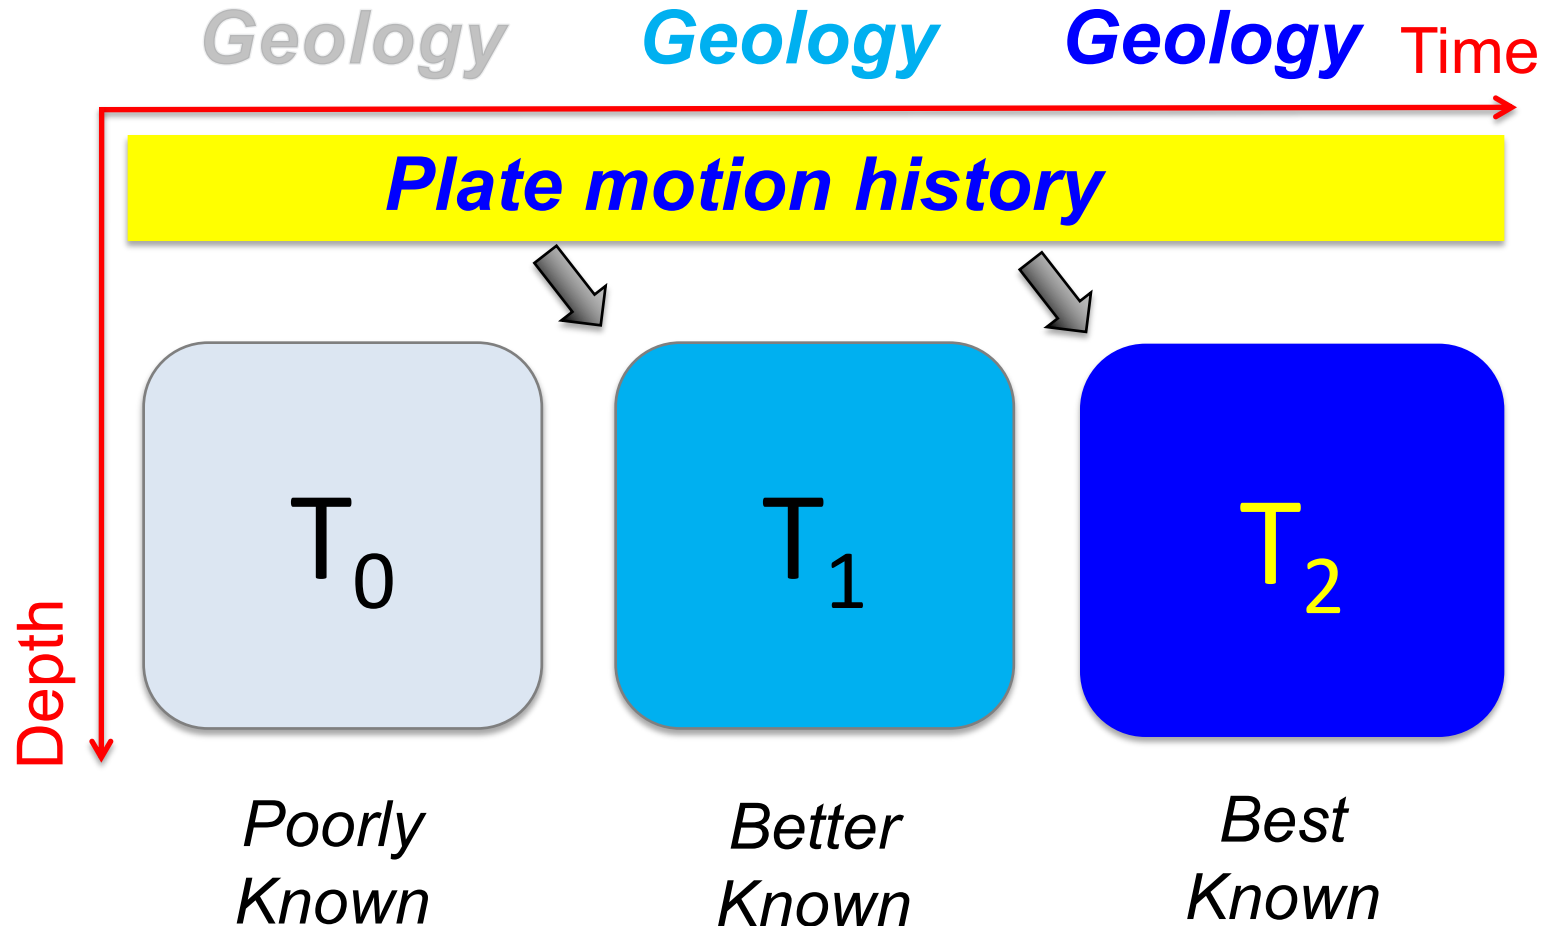 Geology Geology Geology Time
Plate motion history
T0 T1 T2
Depth
Poorly Better Best
Known Known Known